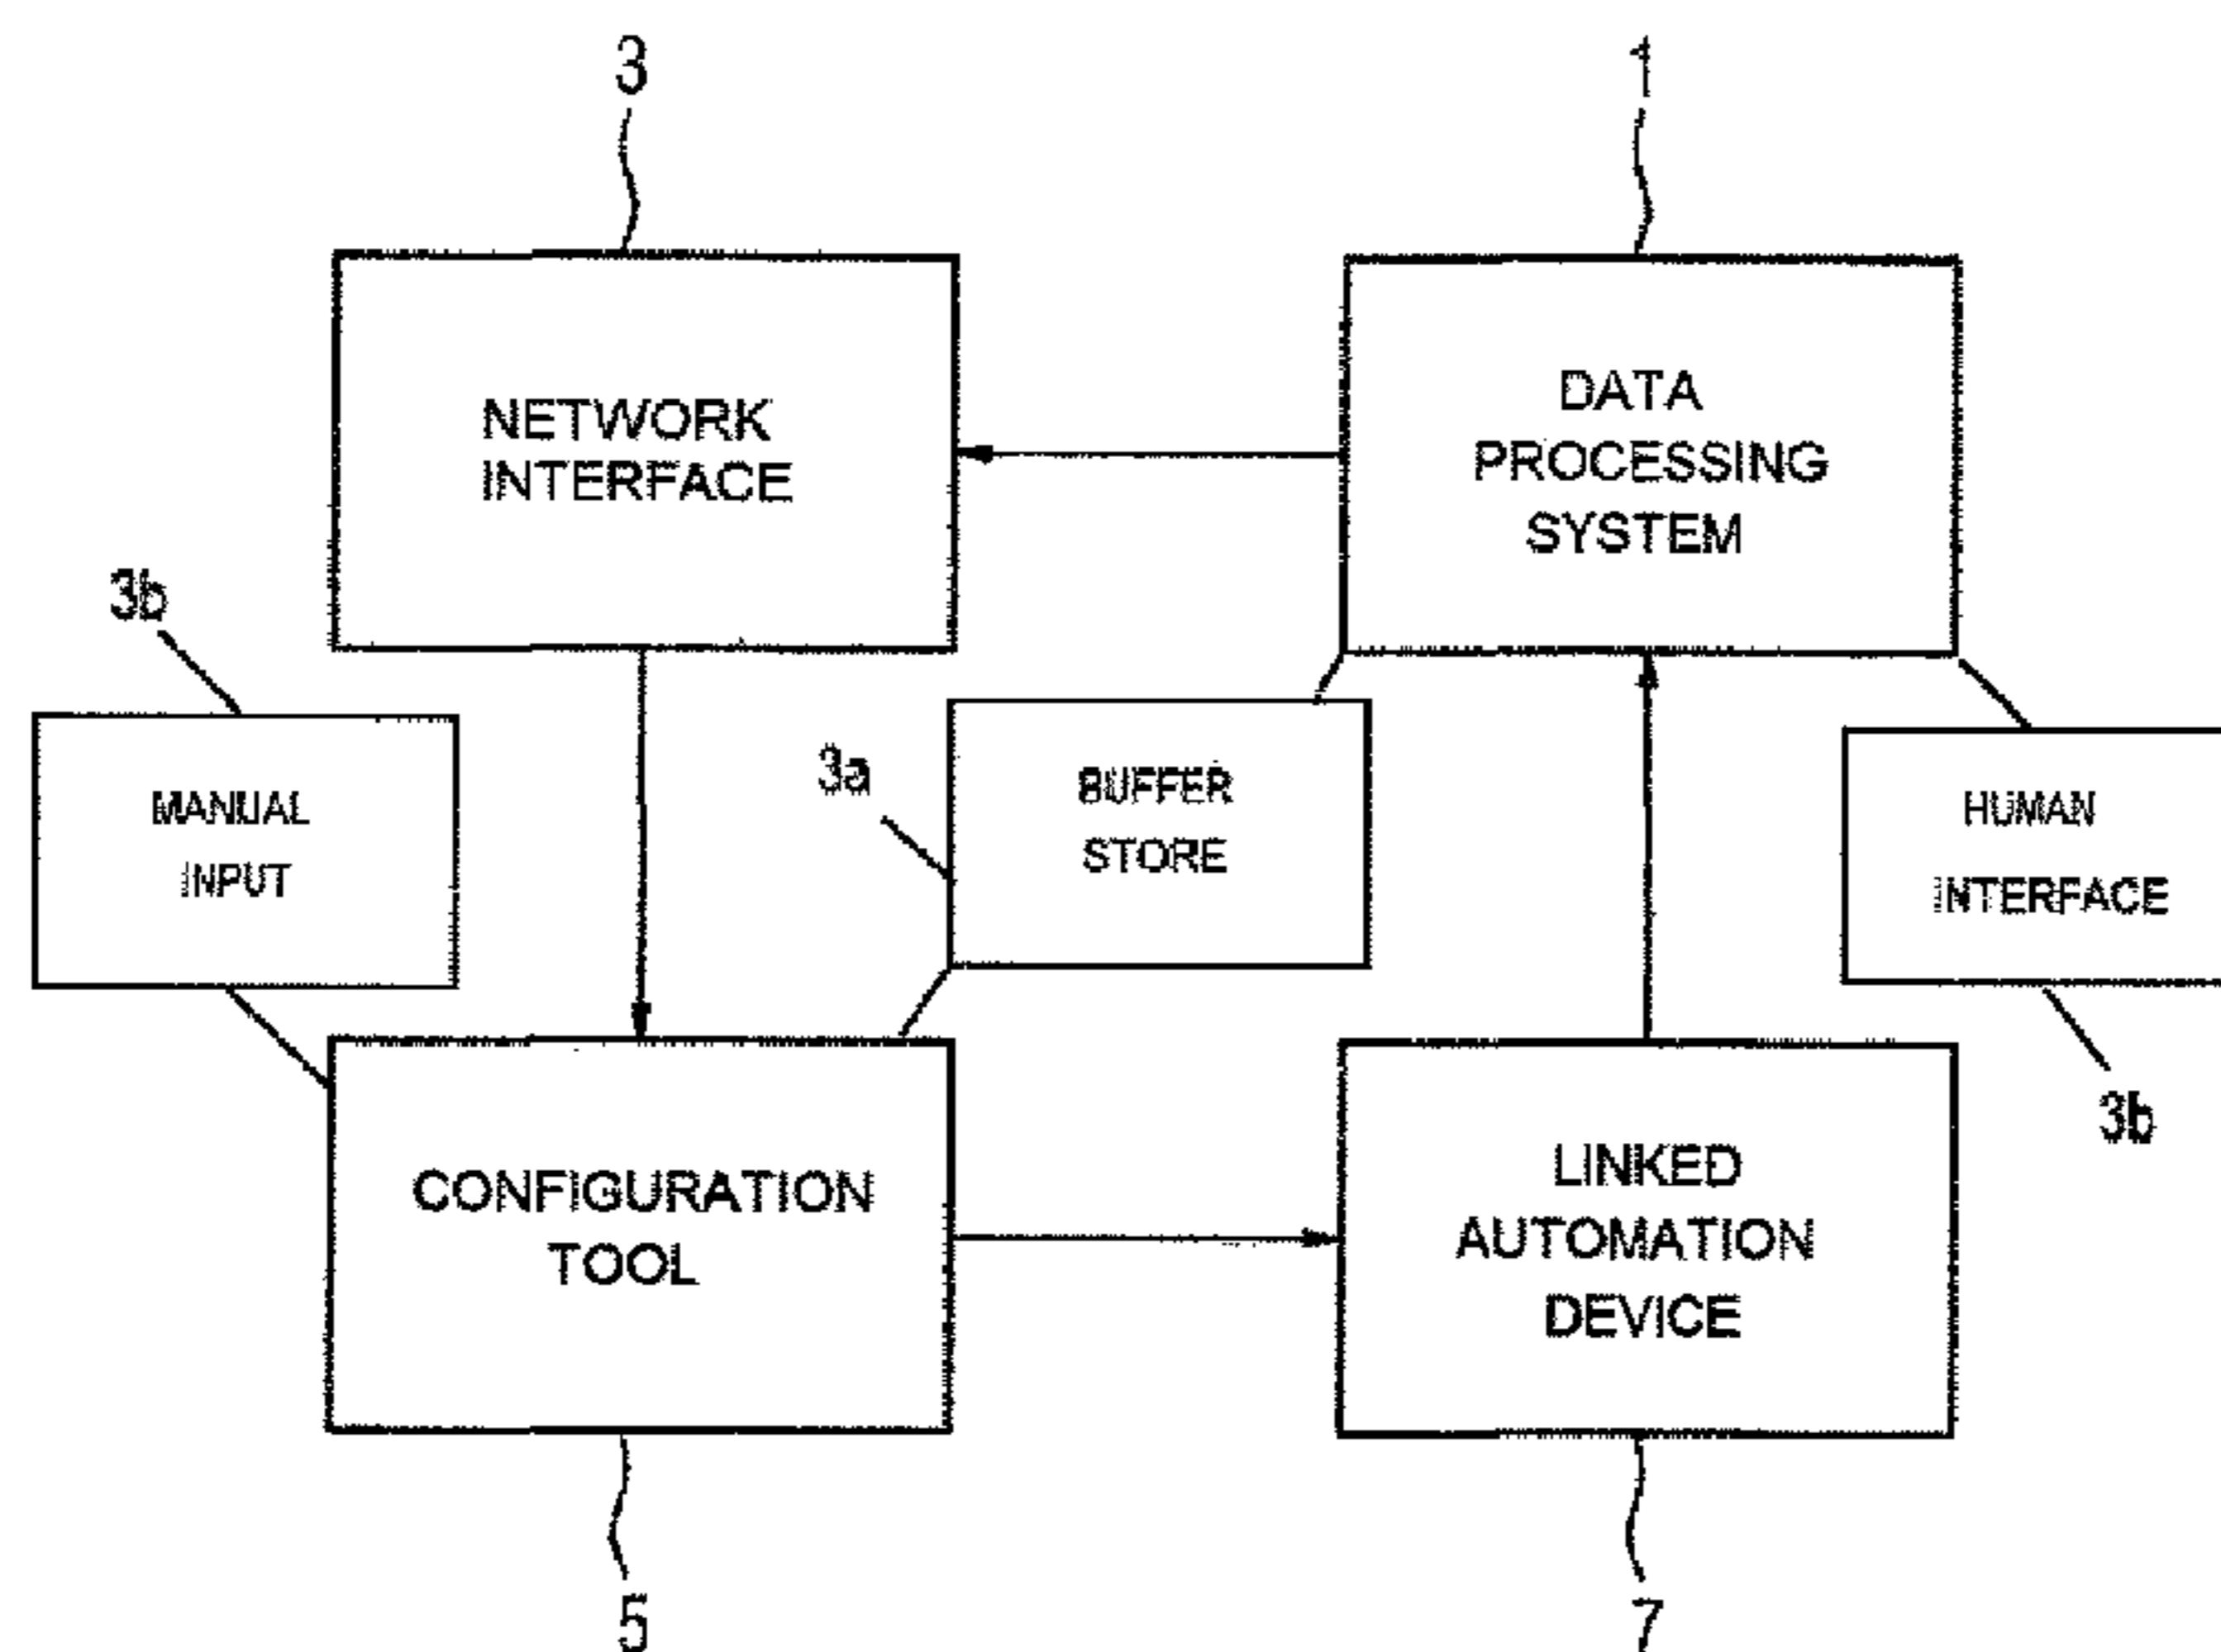 3
1
NETWORK
INTERFACE
DATA
PROCESSING
SYSTEM
3b
MANUAL
INPUT
3a
BUFFER
STORE
HUMAN
INTERFACE
3b
CONFIGURATION
TOOL
LINKED
AUTOMATION
DEVICE
5
7